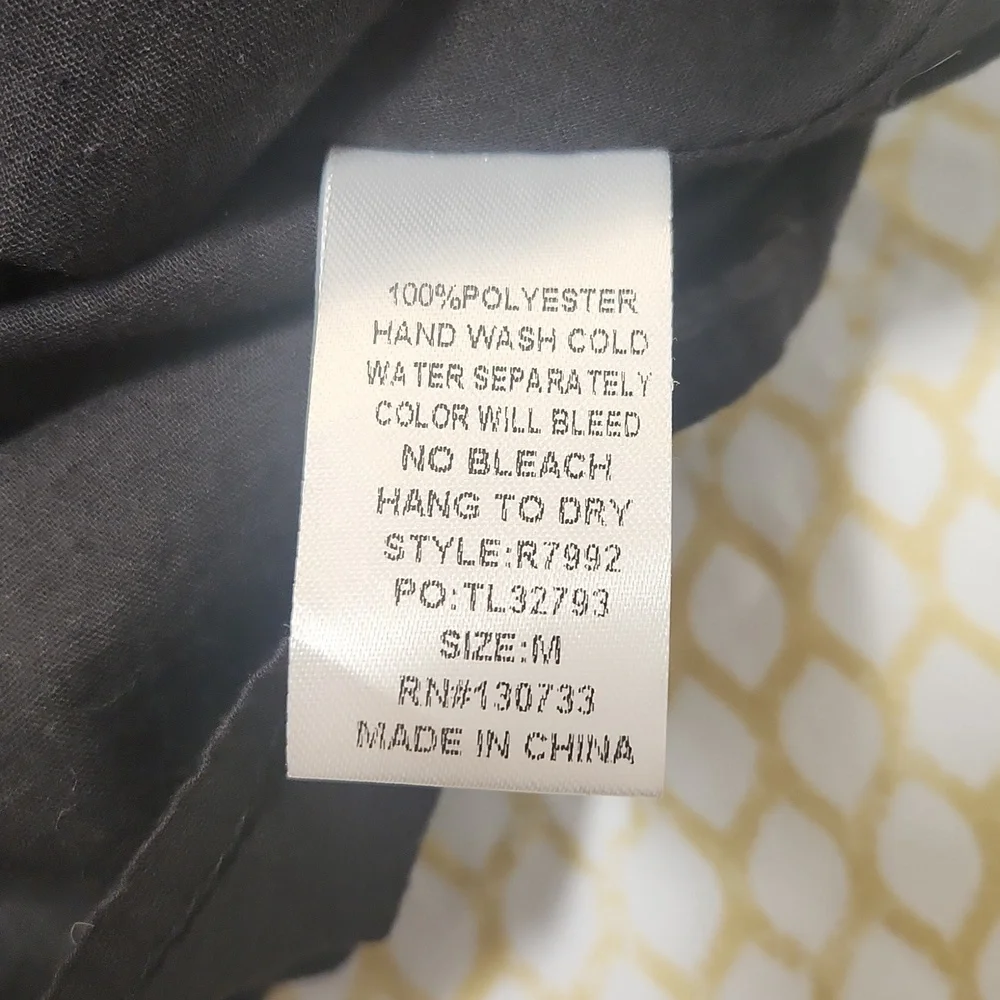 100%POLYESTER
HAND WASH COLD
WATER SEPARATELY
COLOR WILL BLEED
NO BLEACH
HANG TO DRY
STYLE:R7992
PO:TL32793
SIZE:M
RN#130733
MADE IN CHINA